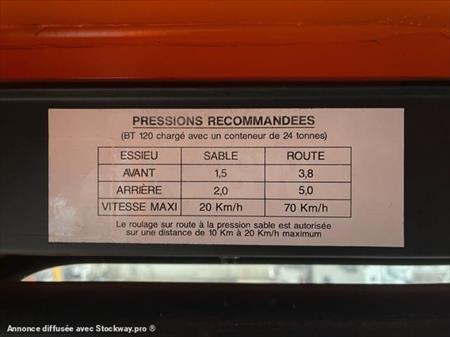 PRESSIONS RECOMMANDEES
(BT 120 chargé avec un conteneur de 24 tonnes)
ESSIEU SABLE ROUTE
AVANT 1,5 3,8
ARRIÈRE 2,0 5,0
VITESSE MAXI 20 Km/h 70 Km/h
Le roulage sur route à la pression sable est autorisée
sur une distance de 10 Km à 20 Km/h maximum
Annonce diffusée avec Stockway.pro ®